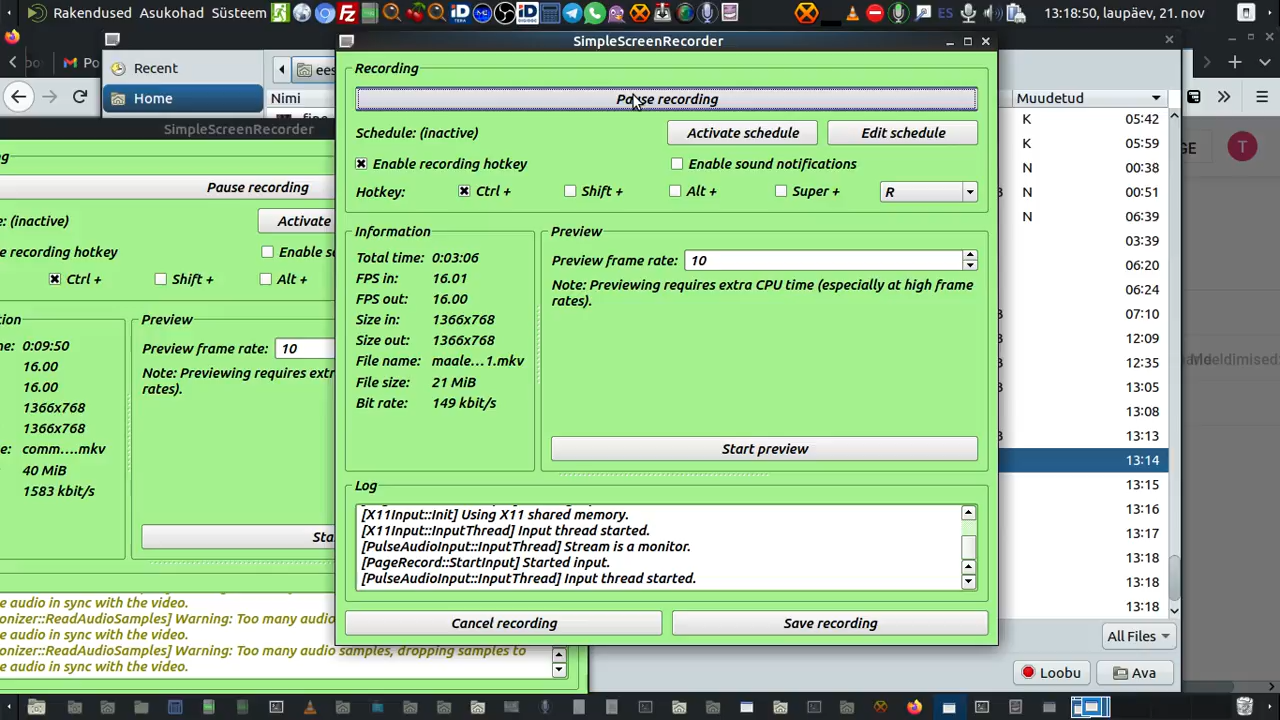 Rakendused Asukohad Süsteem
ES
13:18:50, laupäev, 21. nov
SimpleScreenRecorder
Recent
Home
ees
Nimi
Muudetud
Recording
Pause recording
Schedule: (inactive)
Activate schedule
Edit schedule
Enable recording hotkey
Enable sound notifications
Hotkey:
Ctrl +
Shift +
Alt +
Super +
R
Information
Total time: 0:03:06
FPS in: 16.01
FPS out: 16.00
Size in: 1366x768
Size out: 1366x768
File name: maale...1.mkv
File size: 21 MiB
Bit rate: 149 kbit/s
Preview
Preview frame rate: 10
Note: Previewing requires extra CPU time (especially at high frame
rates).
Start preview
Log
[X11Input::Init] Using X11 shared memory.
[X11Input::InputThread] Input thread started.
[PulseAudioInput::InputThread] Stream is a monitor.
[PageRecord::StartInput] Started input.
[PulseAudioInput::InputThread] Input thread started.
Cancel recording
Save recording
SimpleScreenRecorder
g
Pause recording
e: (inactive)
Activate
e recording hotkey
Enable s
Ctrl +
Shift +
Alt +
tion
me: 0:09:50
16.00
16.00
1366x768
1366x768
e: comm....mkv
40 MiB
1583 kbit/s
Preview
Preview frame rate: 10
Note: Previewing requires extr
rates).
Sta
e audio in sync with the video.
onizer::ReadAudioSamples] Warning: Too many audio
e audio in sync with the video.
onizer::ReadAudioSamples] Warning: Too many audio samples, dropping samples to
e audio in sync with the video.
K 05:42
K 05:59
N 00:38
N 00:51
N 06:39
03:39
06:20
06:24
07:10
12:09
12:35
13:05
13:08
13:13
13:14
13:15
13:16
13:17
13:18
13:18
13:18
All Files
Loobu
Ava
GE
T